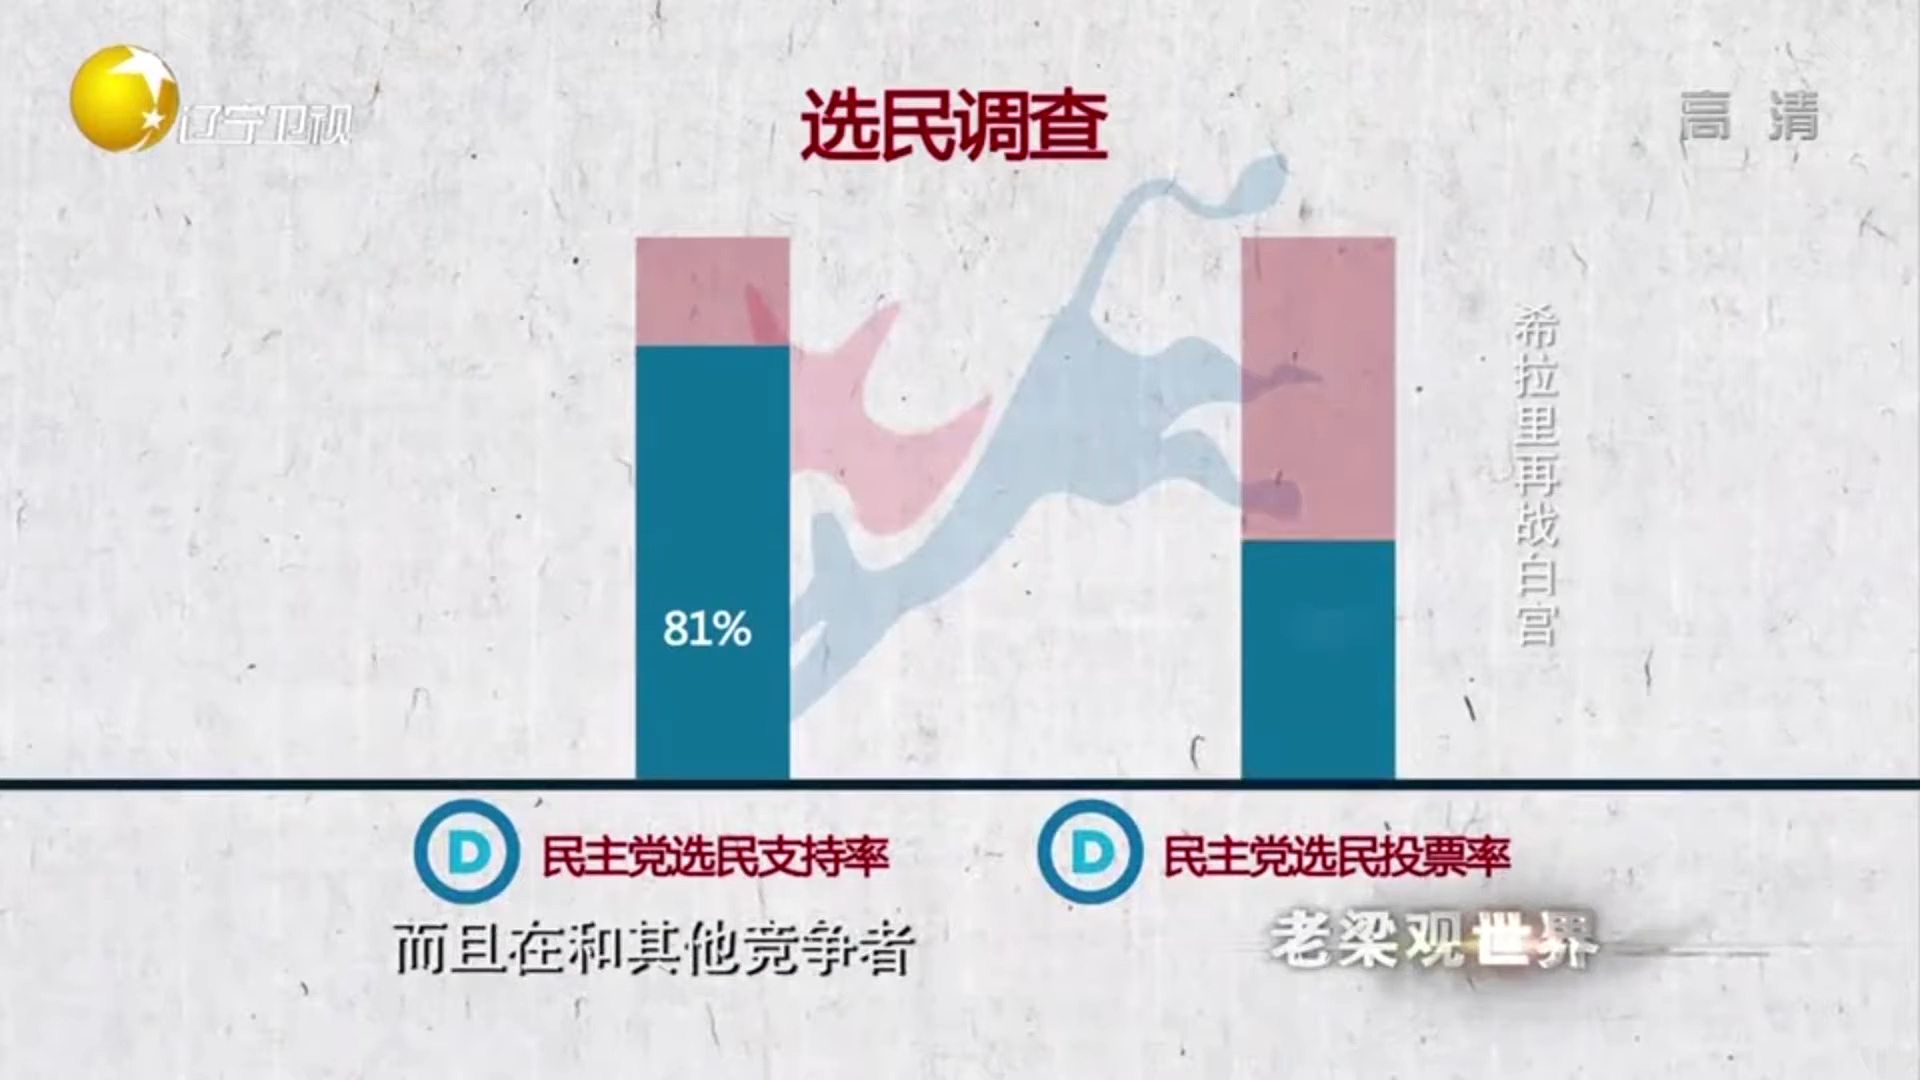 辽宁卫视
高 清
选民调查
希拉里再战白宫
81%
D 民主党选民支持率
D 民主党选民投票率
而且在和其他竞争者
老梁观世界